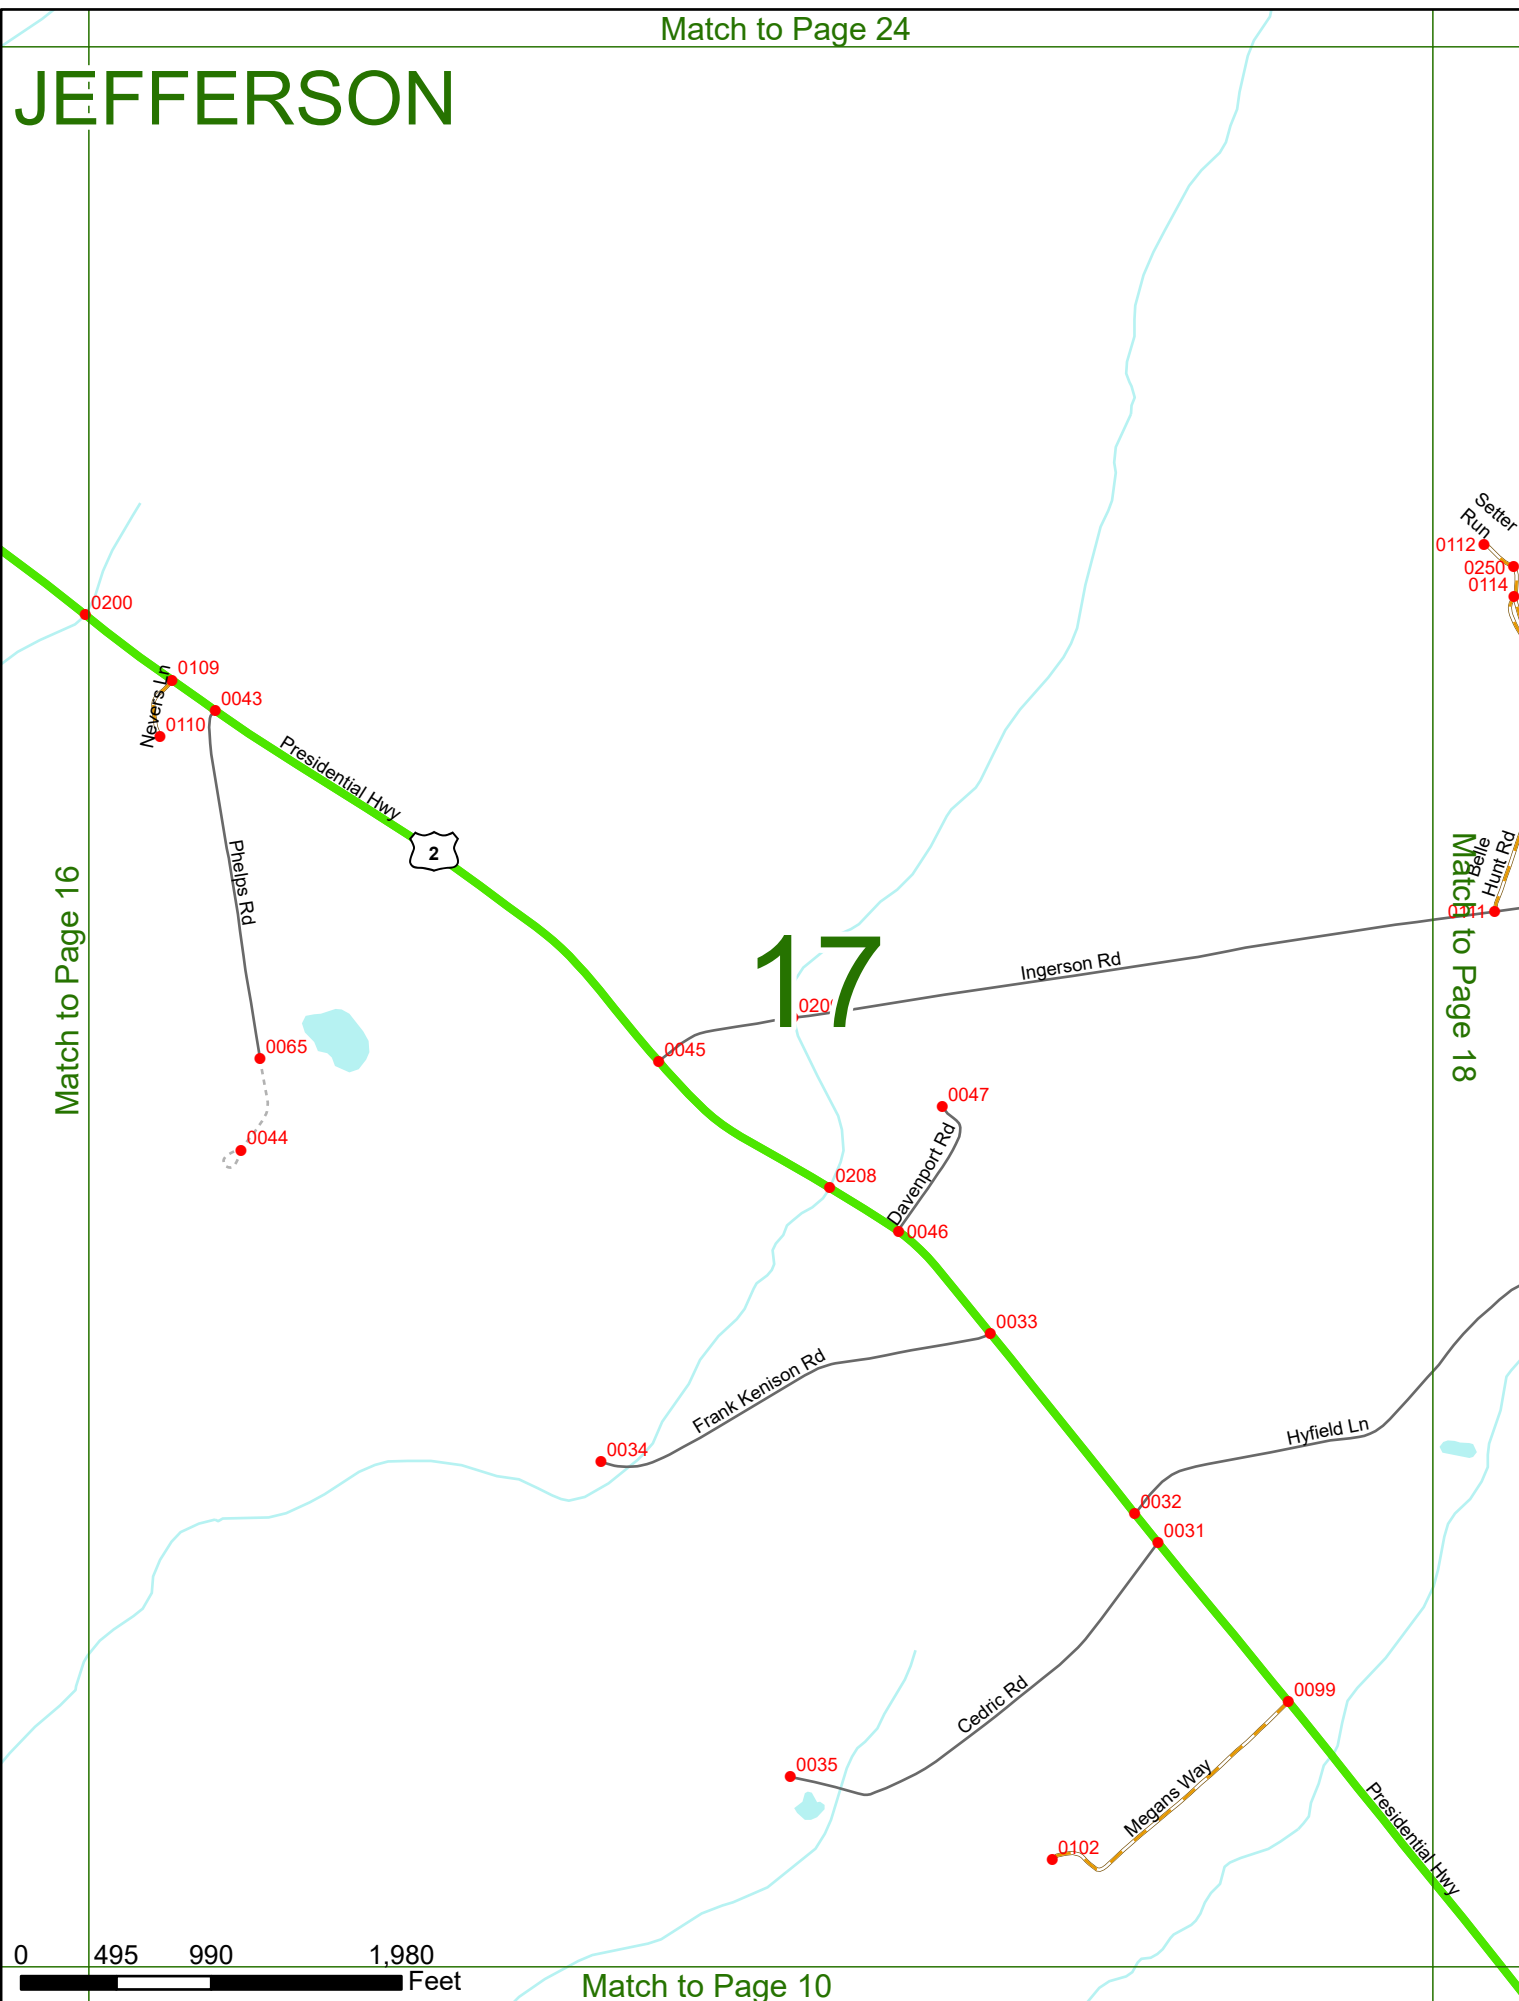 Match to Page 24
JEFFERSON
Setter
Run
0112
0250
0114
0200
0109
0043
Nevers Ln
0110
Presidential Hwy
2
Phelps Rd
Belle
Hunt Rd
0111
Match to Page 16
Match to Page 18
17
Ingerson Rd
0065
0045
0047
0044
Davenport Rd
0208
0046
0033
Frank Kenison Rd
0034
Hyfield Ln
0032
0031
Cedric Rd
0099
0035
Megans Way
Presidential Hwy
0102
0 495 990 1,980
Feet
Match to Page 10